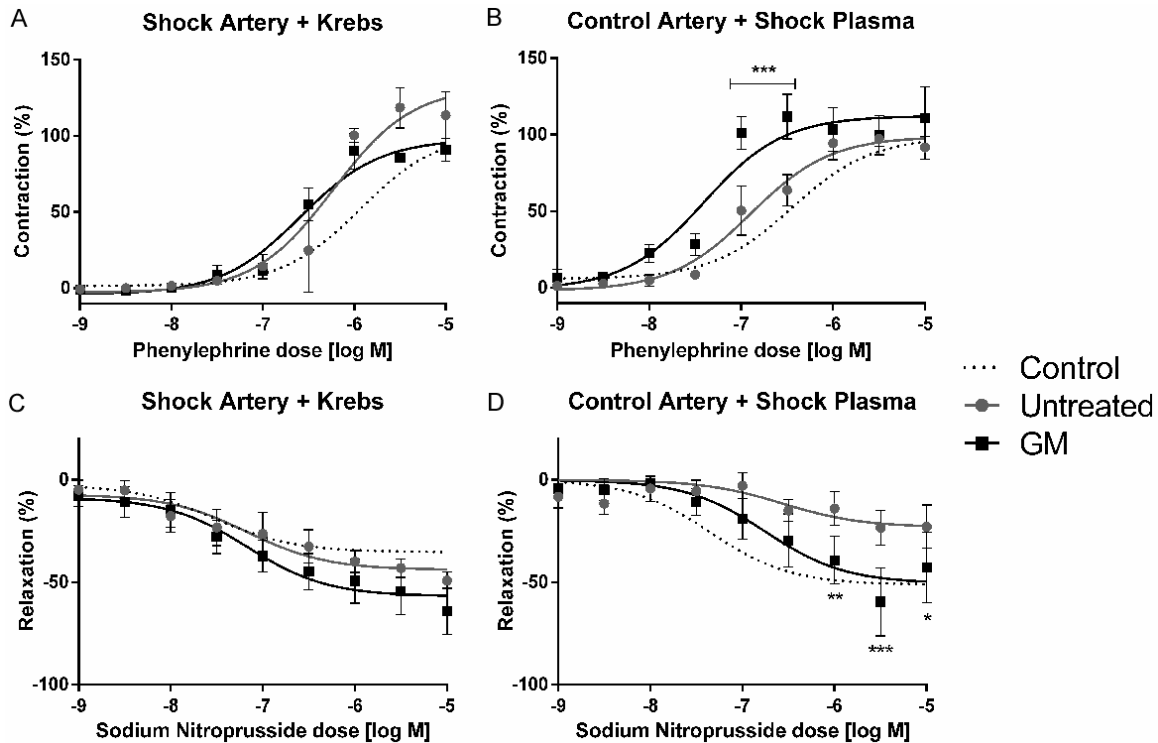 A
Shock Artery + Krebs
150
100
50
0
Contraction (%)
-9 -8 -7 -6 -5
Phenylephrine dose [log M]
B
Control Artery + Shock Plasma
***
150
100
50
0
Contraction (%)
-9 -8 -7 -6 -5
Phenylephrine dose [log M]
Control
Untreated
GM
C
Shock Artery + Krebs
0
-50
-100
Relaxation (%)
-9 -8 -7 -6 -5
Sodium Nitroprusside dose [log M]
D
Control Artery + Shock Plasma
0
-50
-100
Relaxation (%)
**
***
*
-9 -8 -7 -6 -5
Sodium Nitroprusside dose [log M]